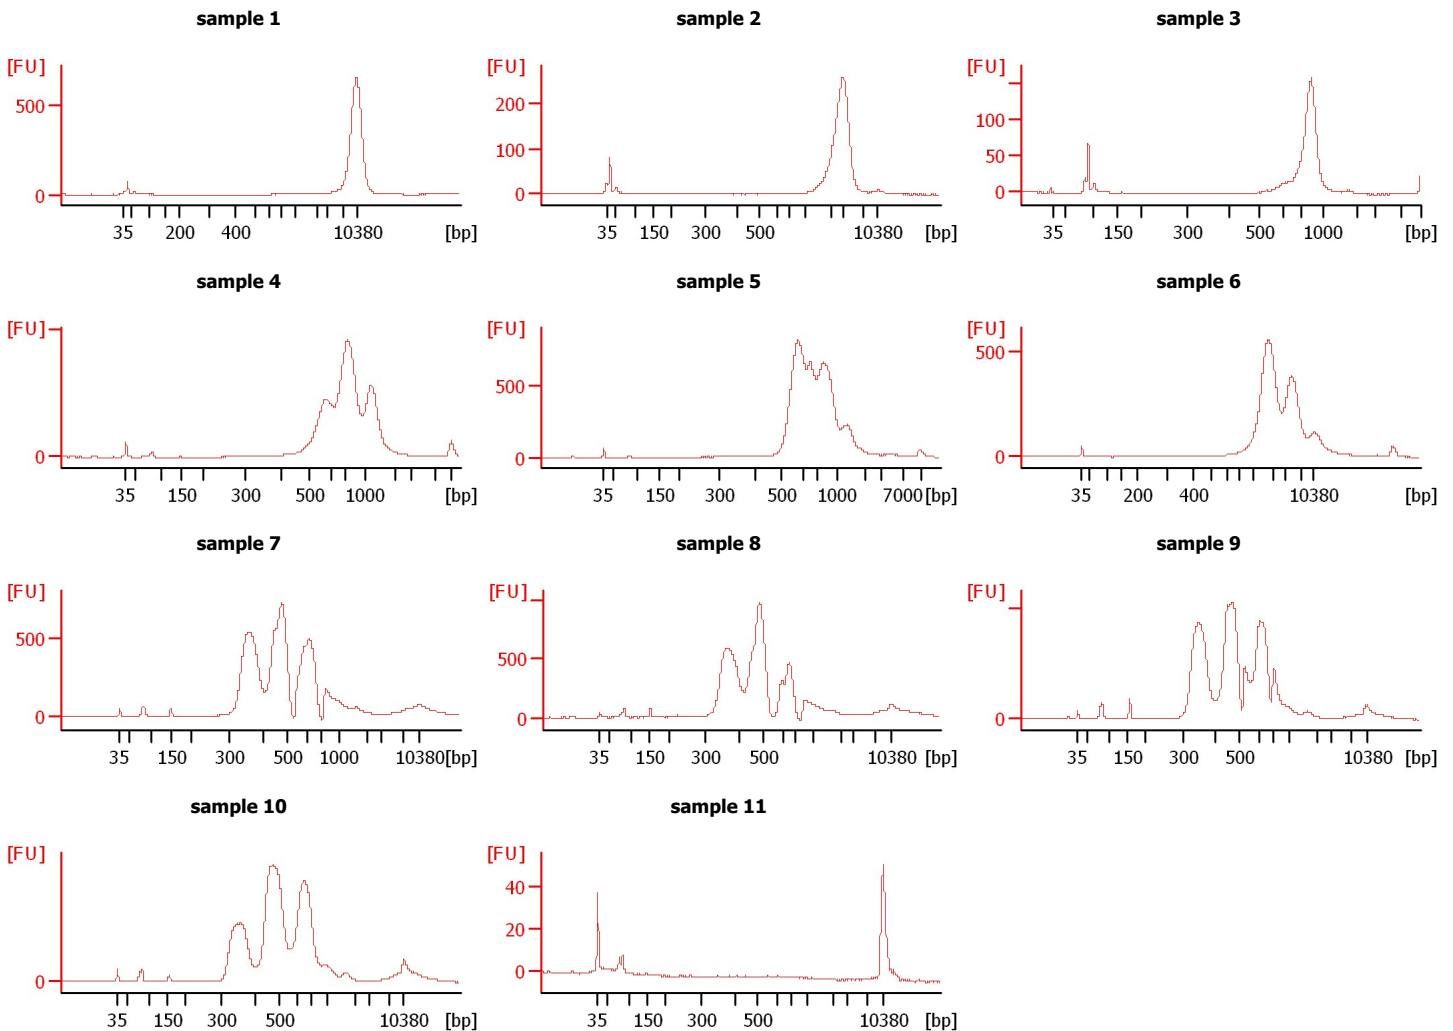 sample 1
[FU]
500
0
35 200 400 10380 [bp]
sample 2
[FU]
200
100
0
35 150 300 500 10380 [bp]
sample 3
[FU]
100
50
0
35 150 300 500 1000 [bp]
sample 4
[FU]
0
35 150 300 500 1000 [bp]
sample 5
[FU]
500
0
35 150 300 500 1000 7000 [bp]
sample 6
[FU]
500
0
35 200 400 10380 [bp]
sample 7
[FU]
500
0
35 150 300 500 1000 10380 [bp]
sample 8
[FU]
500
0
35 150 300 500 10380 [bp]
sample 9
[FU]
0
35 150 300 500 10380 [bp]
sample 10
[FU]
0
35 150 300 500 10380 [bp]
sample 11
[FU]
40
20
0
35 150 300 500 10380 [bp]